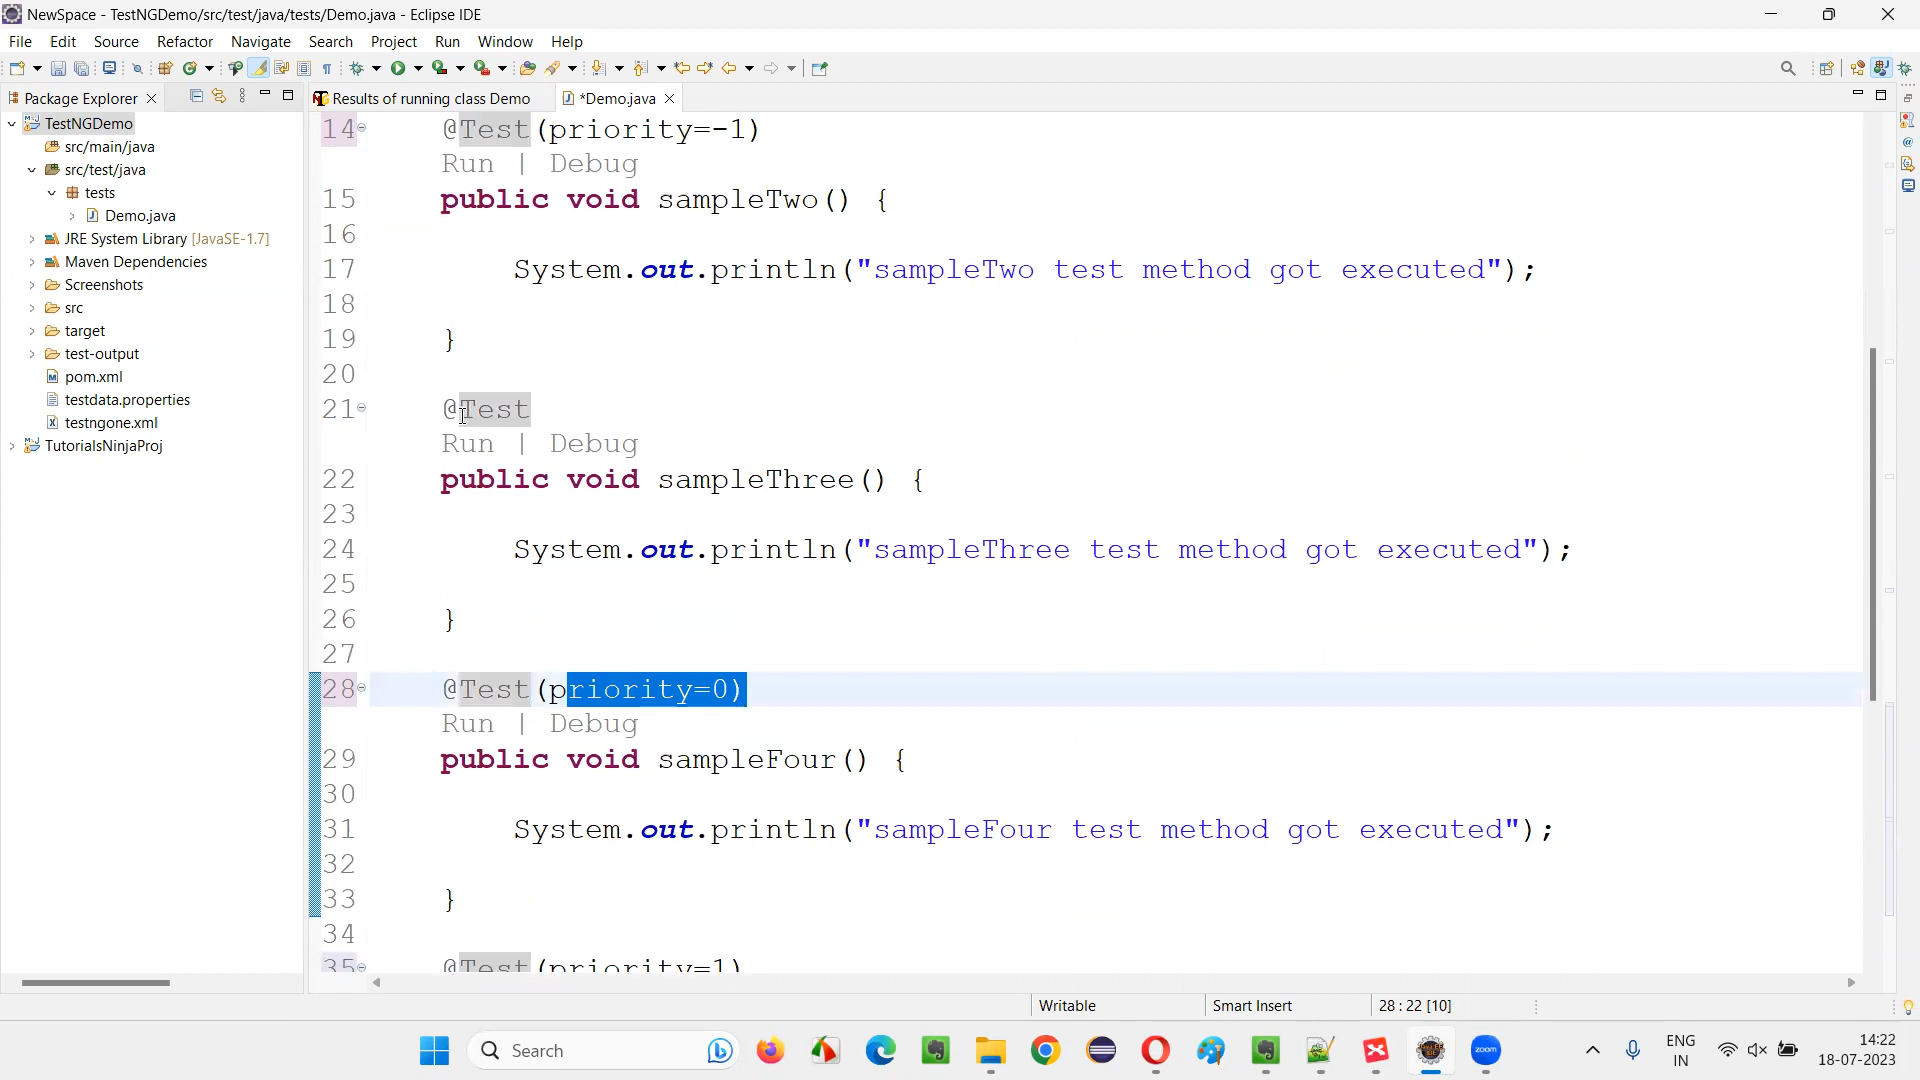 NewSpace - TestNGDemo/src/test/java/tests/Demo.java - Eclipse IDE
File Edit Source Refactor Navigate Search Project Run Window Help
Package Explorer
TestNGDemo
src/main/java
src/test/java
tests
Demo.java
JRE System Library [JavaSE-1.7]
Maven Dependencies
Screenshots
src
target
test-output
pom.xml
testdata.properties
testngone.xml
TutorialsNinjaProj
Results of running class Demo *Demo.java
14 @Test(priority=-1)
Run | Debug
15 public void sampleTwo() {
16
17 System.out.println("sampleTwo test method got executed");
18
19 }
20
21 @Test
Run | Debug
22 public void sampleThree() {
23
24 System.out.println("sampleThree test method got executed");
25
26 }
27
28 @Test(priority=0)
Run | Debug
29 public void sampleFour() {
30
31 System.out.println("sampleFour test method got executed");
32
33 }
34
35 @Test(priority=1)
Writable Smart Insert 28 : 22 [10]
Search
zoom
ENG
IN
14:22
18-07-2023